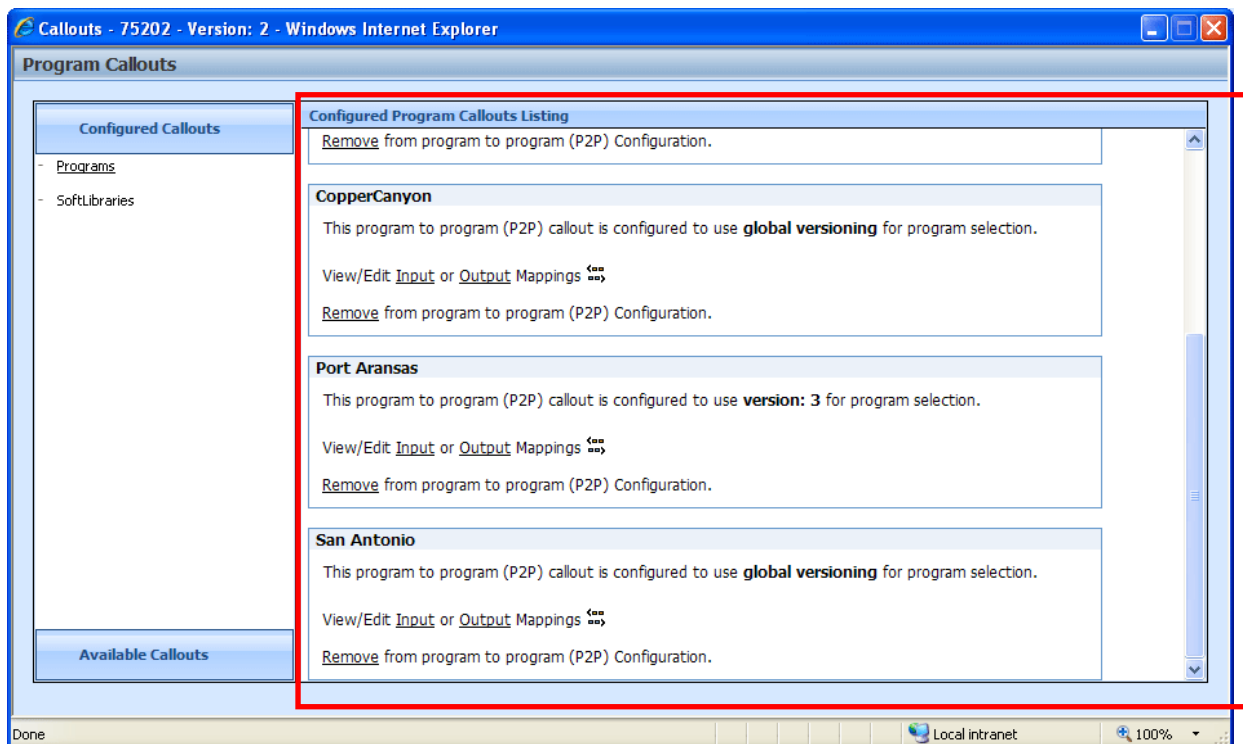 Callouts - 75202 - Version: 2 - Windows Internet Explorer
Program Callouts
Configured Callouts
- Programs
- SoftLibraries
Available Callouts
Configured Program Callouts Listing
Remove from program to program (P2P) Configuration.
CopperCanyon
This program to program (P2P) callout is configured to use global versioning for program selection.
View/Edit Input or Output Mappings
Remove from program to program (P2P) Configuration.
Port Aransas
This program to program (P2P) callout is configured to use version: 3 for program selection.
View/Edit Input or Output Mappings
Remove from program to program (P2P) Configuration.
San Antonio
This program to program (P2P) callout is configured to use global versioning for program selection.
View/Edit Input or Output Mappings
Remove from program to program (P2P) Configuration.
Done
Local intranet
100%